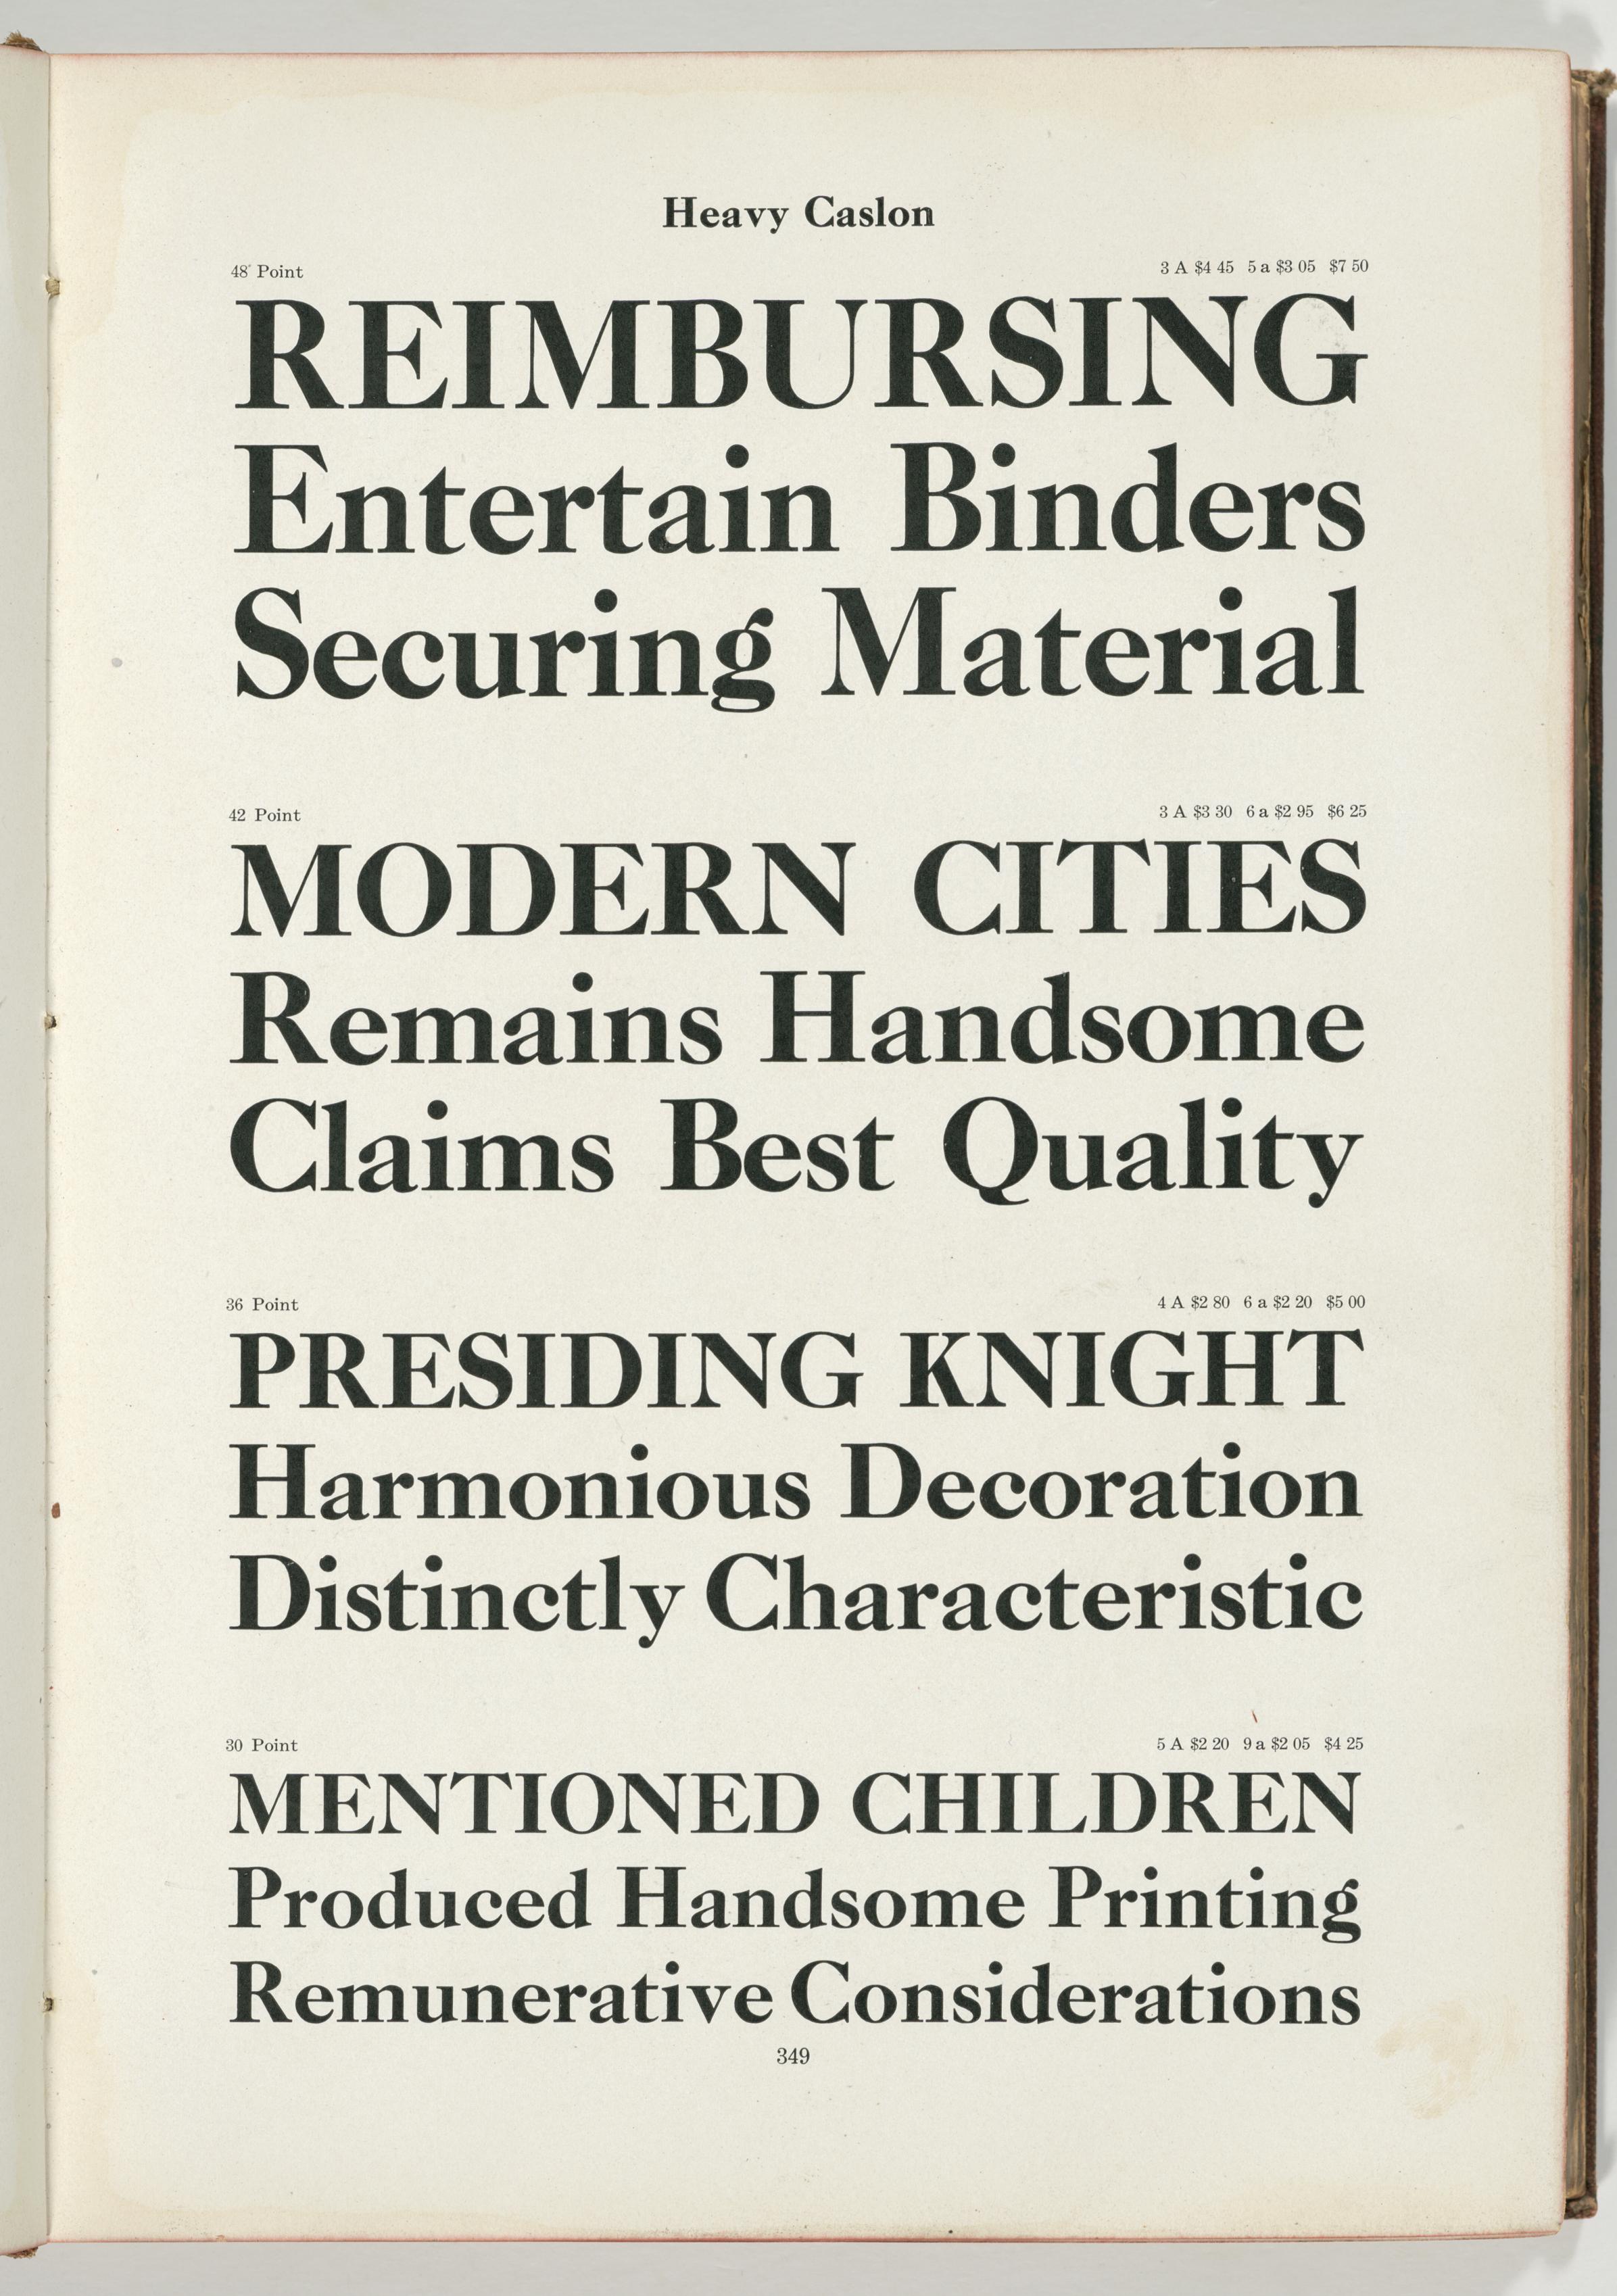 Heavy Caslon
48 Point 3 A $4 45 5 a $3 05 $7 50
REIMBURSING
Entertain Binders
Securing Material
42 Point 3 A $3 30 6 a $2 95 $6 25
MODERN CITIES
Remains Handsome
Claims Best Quality
36 Point 4 A $2 80 6 a $2 20 $5 00
PRESIDING KNIGHT
Harmonious Decoration
Distinctly Characteristic
30 Point 5 A $2 20 9 a $2 05 $4 25
MENTIONED CHILDREN
Produced Handsome Printing
Remunerative Considerations
349